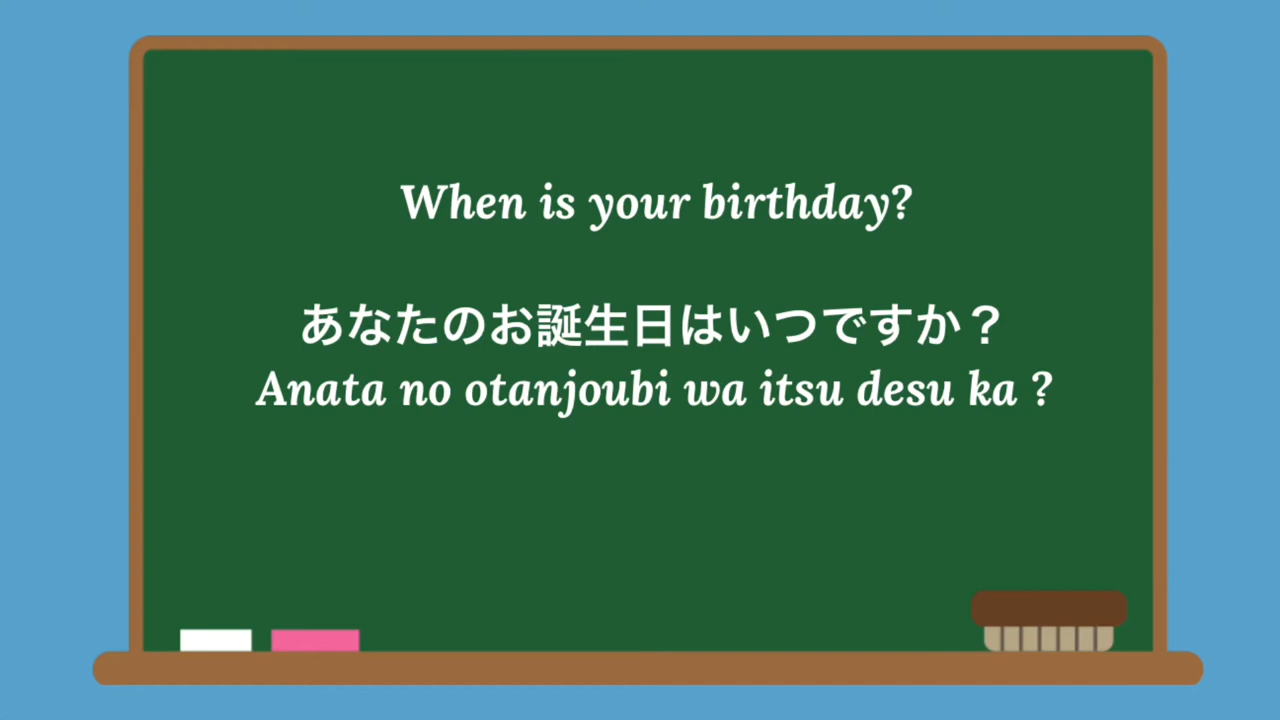 When is your birthday?
あなたのお誕生日はいつですか？
Anata no otanjoubi wa itsu desu ka ?